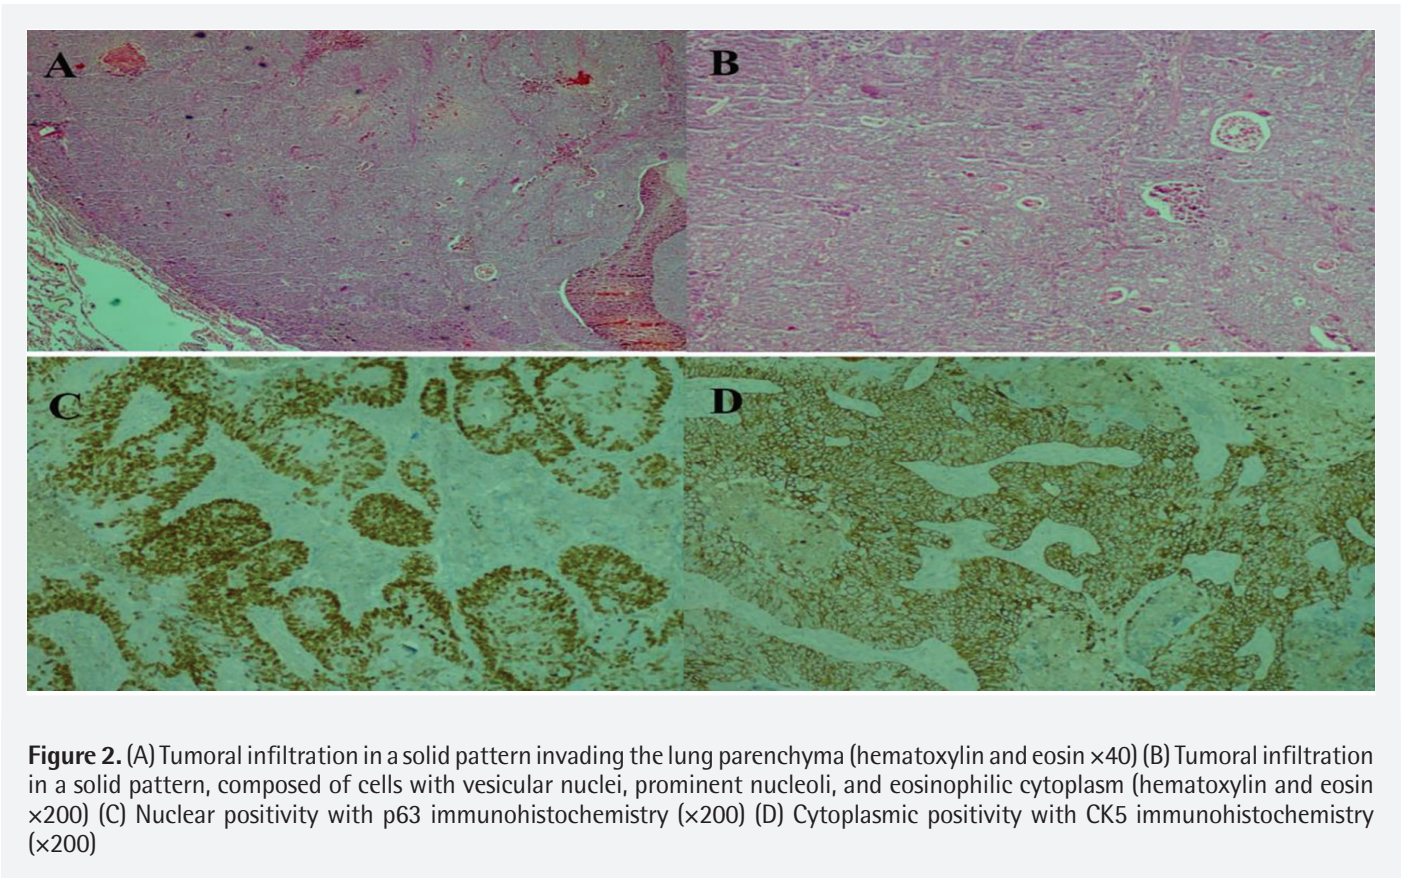 A
B
C
D
Figure 2. (A) Tumoral infiltration in a solid pattern invading the lung parenchyma (hematoxylin and eosin ×40) (B) Tumoral infiltration
in a solid pattern, composed of cells with vesicular nuclei, prominent nucleoli, and eosinophilic cytoplasm (hematoxylin and eosin
×200) (C) Nuclear positivity with p63 immunohistochemistry (×200) (D) Cytoplasmic positivity with CK5 immunohistochemistry
(×200)